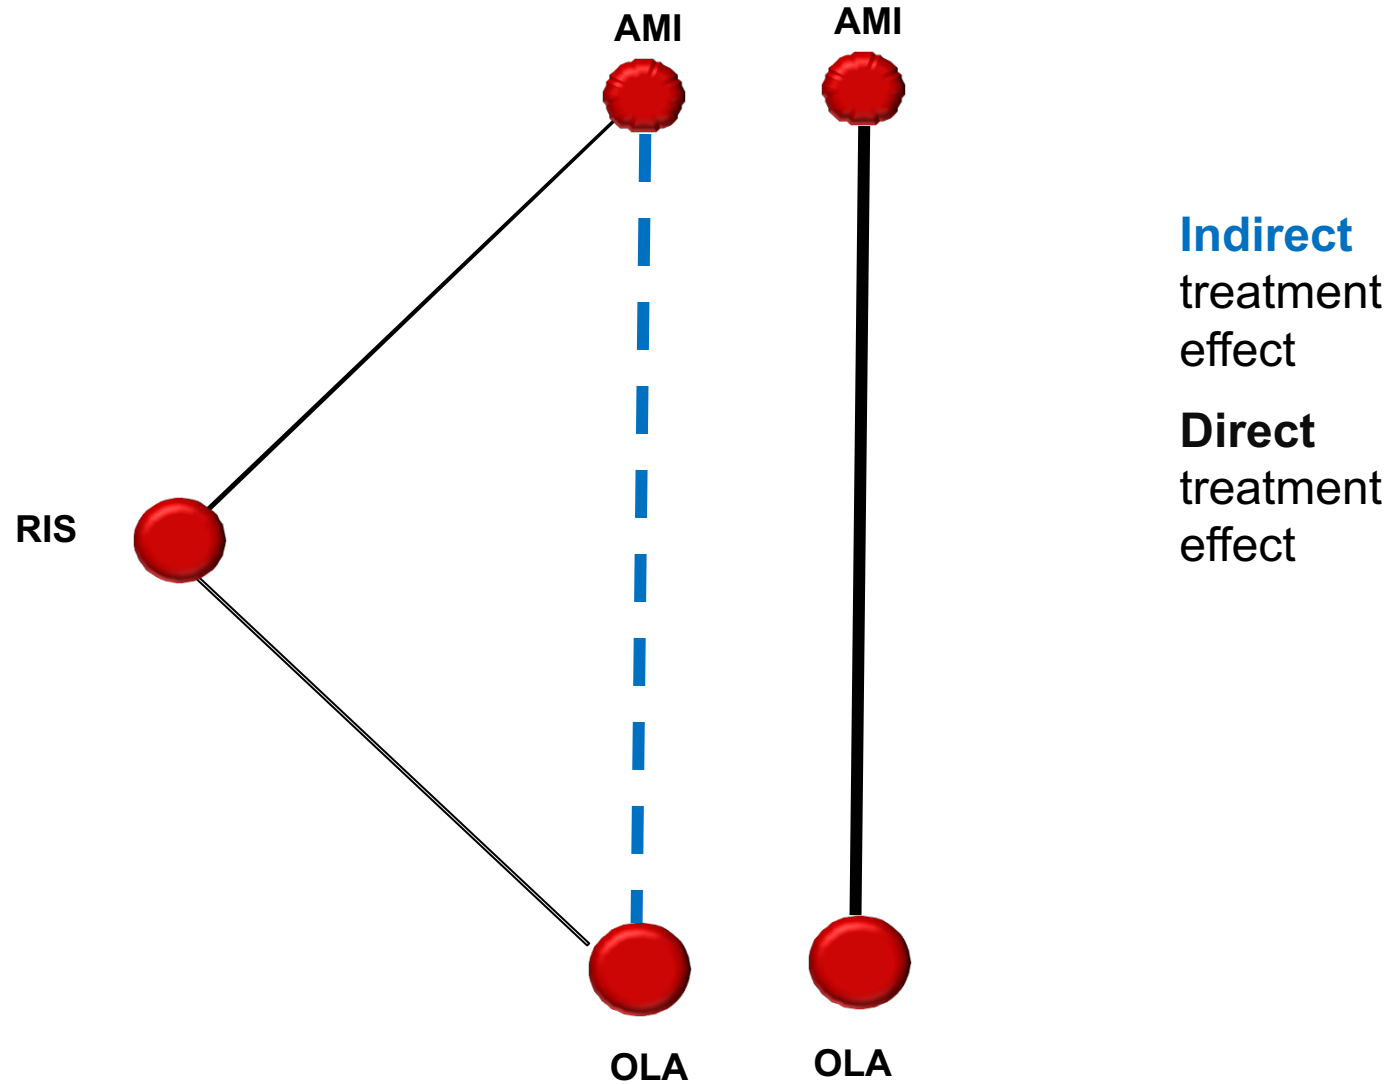 AMI
AMI
Indirect
treatment
effect
Direct
treatment
effect
RIS
OLA
OLA